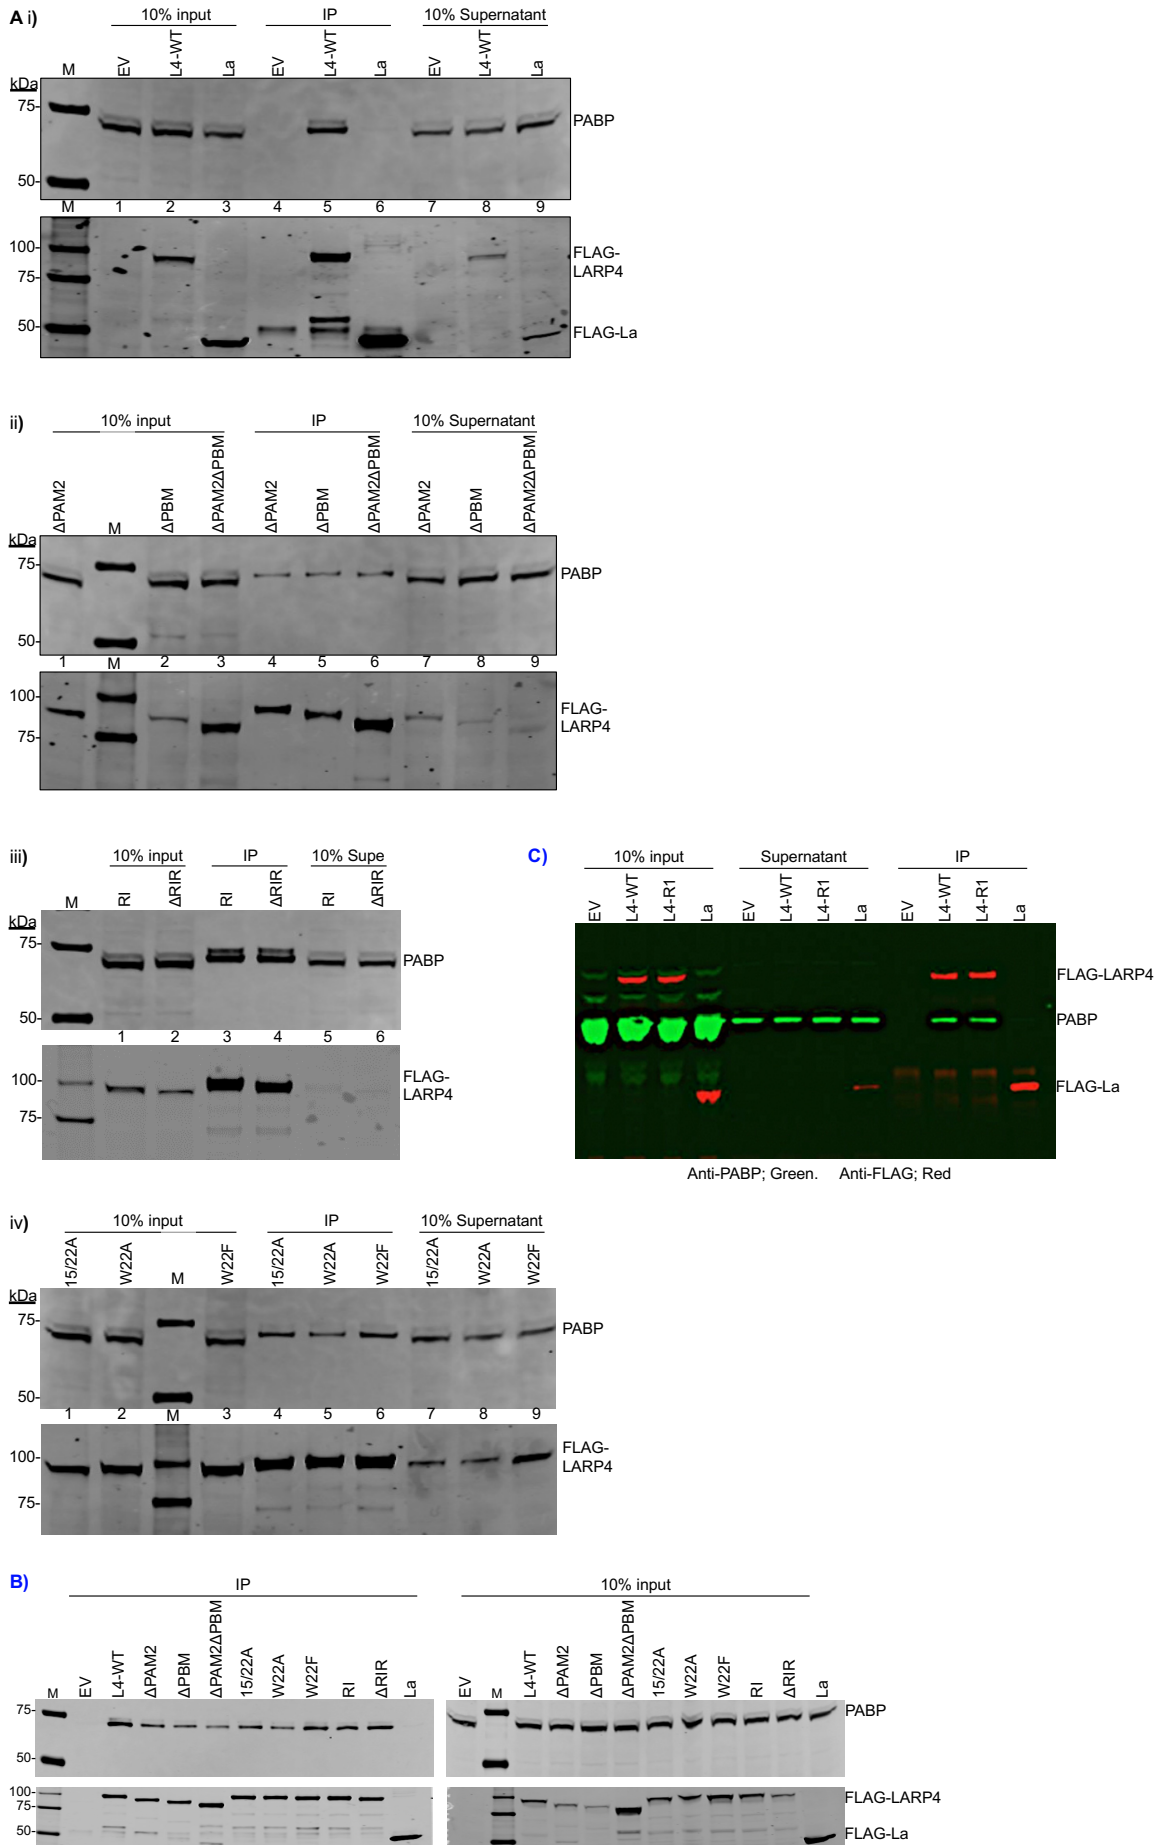 A i)
10% input IP 10% Supernatant
M EV L4-WT La EV L4-WT La EV L4-WT La
kDa
75-
PABP
50-
M 1 2 3 4 5 6 7 8 9
100-
FLAG-
LARP4
75-
50-
FLAG-La
ii)
10% input IP 10% Supernatant
ΔPAM2 M ΔPBM ΔPAM2ΔPBM ΔPAM2 ΔPBM ΔPAM2ΔPBM ΔPAM2 ΔPBM ΔPAM2ΔPBM
kDa
75-
PABP
50-
1 M 2 3 4 5 6 7 8 9
100-
FLAG-
LARP4
75-
iii)
10% input IP 10% Supe
M RI ΔRIR RI ΔRIR RI ΔRIR
kDa
75-
PABP
50-
1 2 3 4 5 6
100-
FLAG-
LARP4
75-
C)
10% input Supernatant IP
EV L4-WT L4-R1 La EV L4-WT L4-R1 La EV L4-WT L4-R1 La
FLAG-LARP4
PABP
FLAG-La
Anti-PABP; Green. Anti-FLAG; Red
iv)
10% input IP 10% Supernatant
15/22A W22A M W22F 15/22A W22A W22F 15/22A W22A W22F
kDa
75-
PABP
50-
1 2 M 3 4 5 6 7 8 9
100-
FLAG-
LARP4
75-
B)
IP 10% input
M EV L4-WT ΔPAM2 ΔPBM ΔPAM2ΔPBM 15/22A W22A W22F RI ΔRIR La EV M L4-WT ΔPAM2 ΔPBM ΔPAM2ΔPBM 15/22A W22A W22F RI ΔRIR La
75-
PABP
50-
100-
FLAG-LARP4
75-
50-
FLAG-La